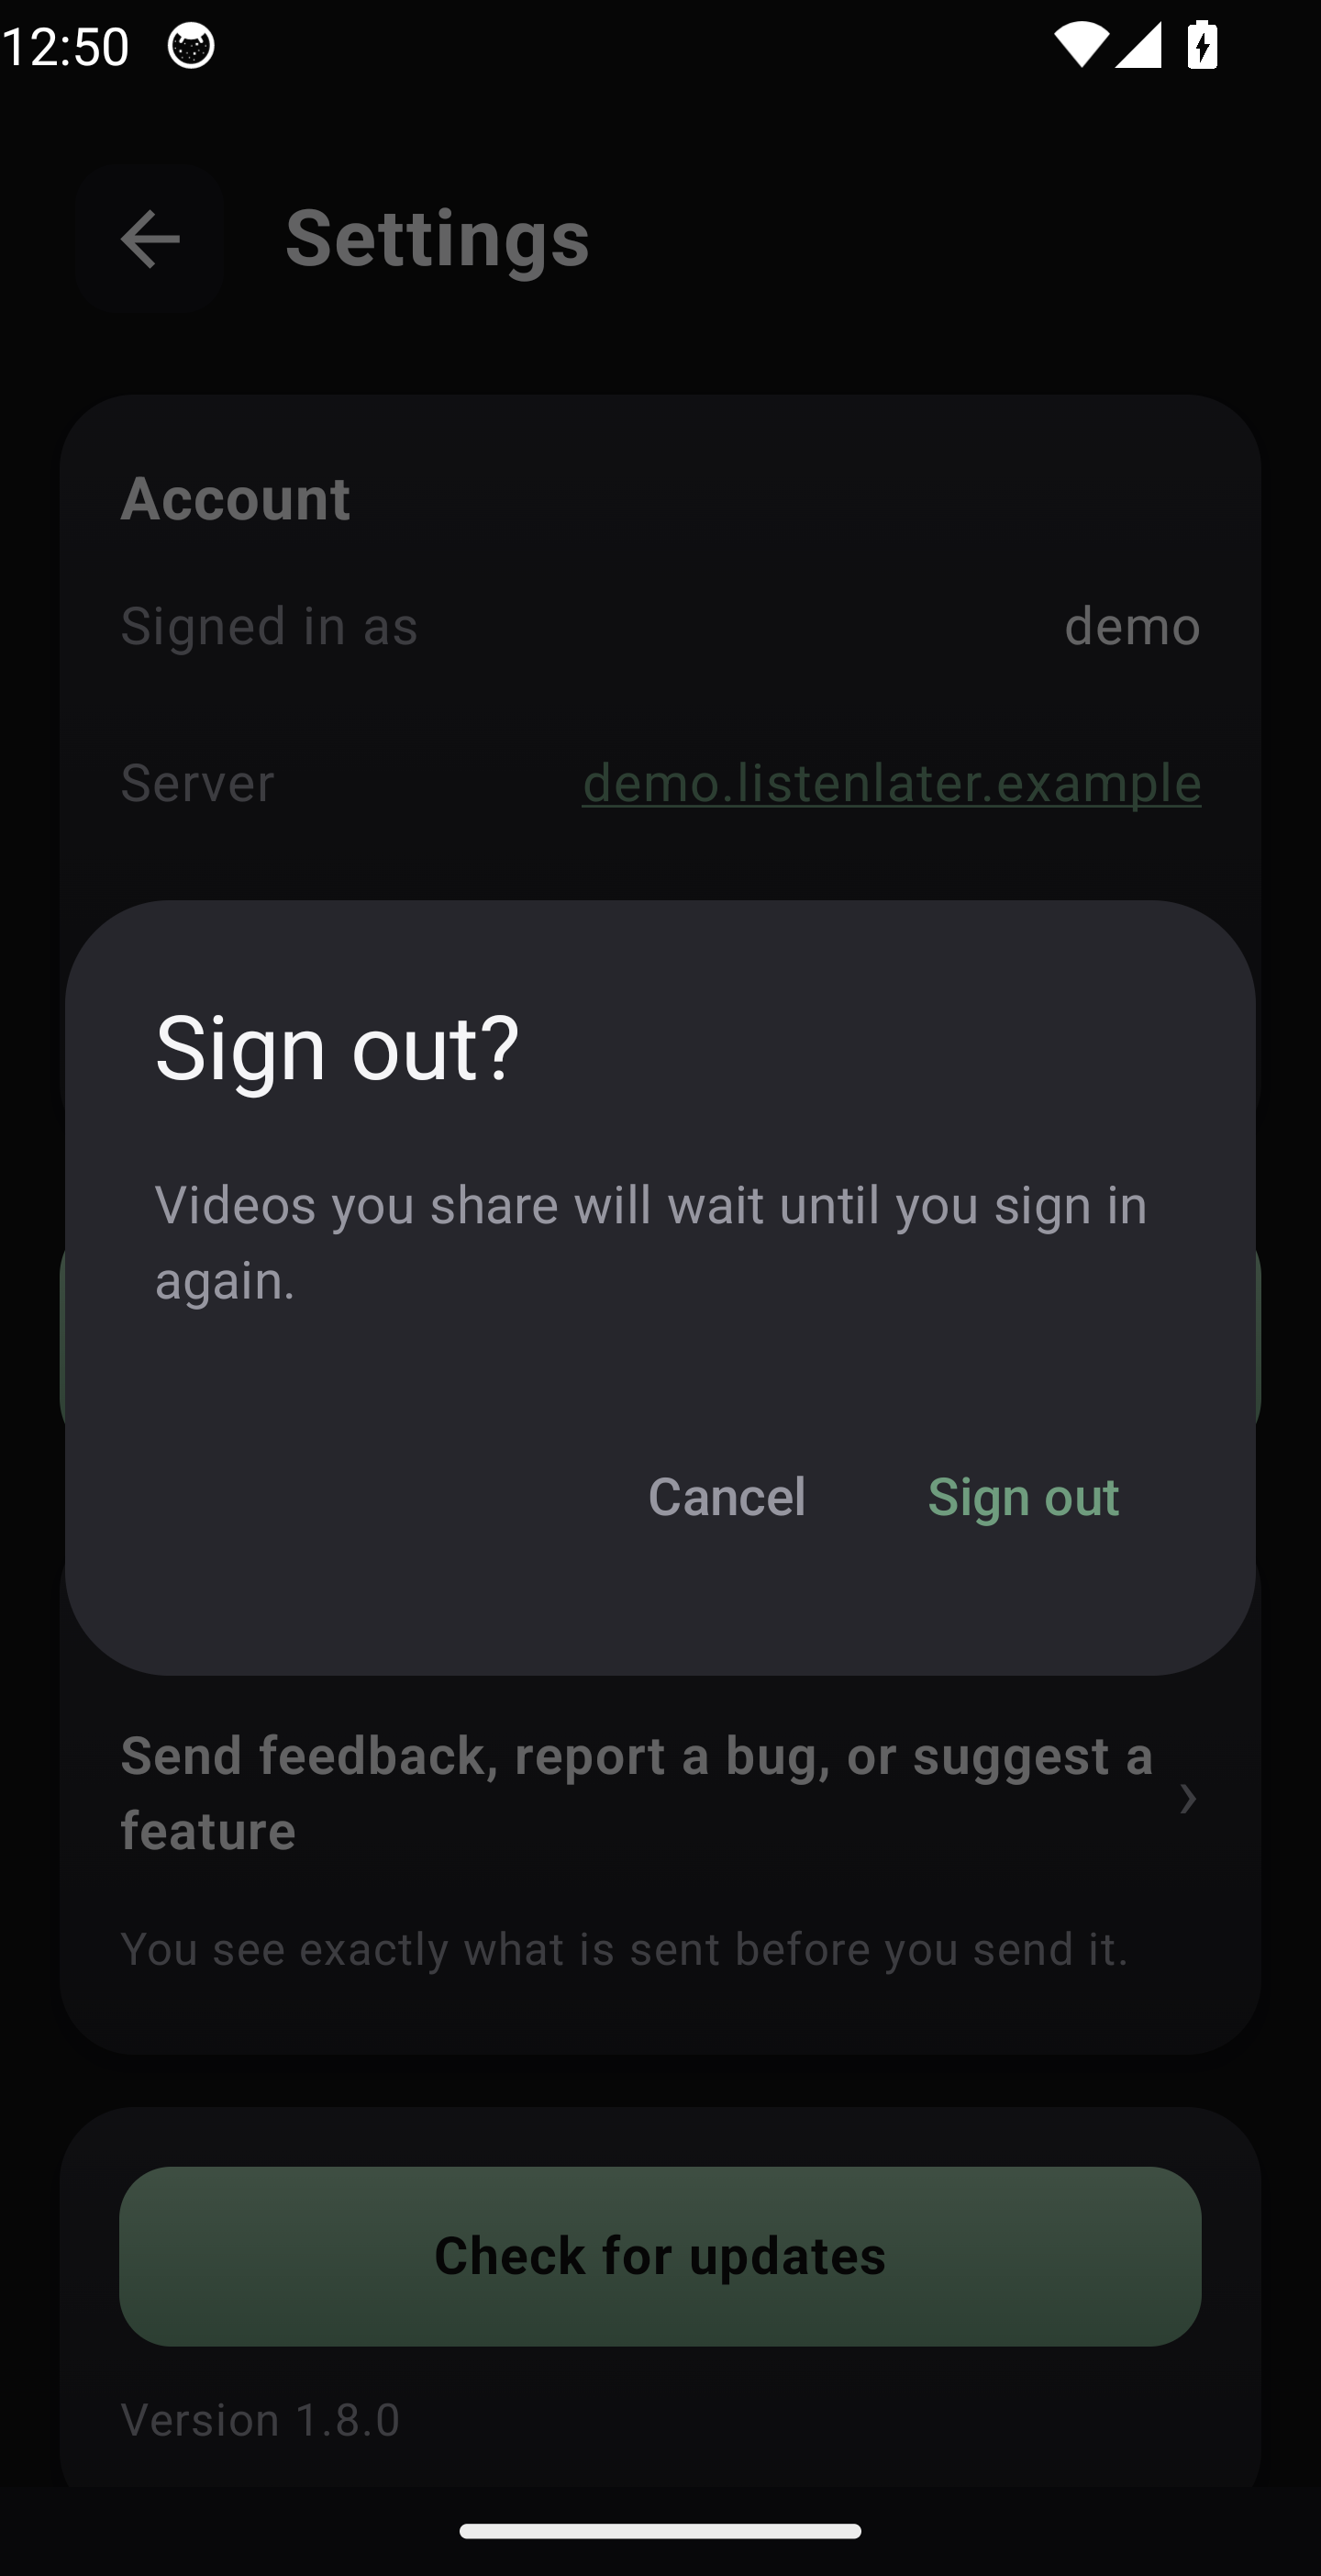 12:50
Settings
Account
Signed in as demo
Server demo.listenlater.example
Sign out?
Videos you share will wait until you sign in
again.
Cancel Sign out
Send feedback, report a bug, or suggest a
feature
You see exactly what is sent before you send it.
Check for updates
Version 1.8.0